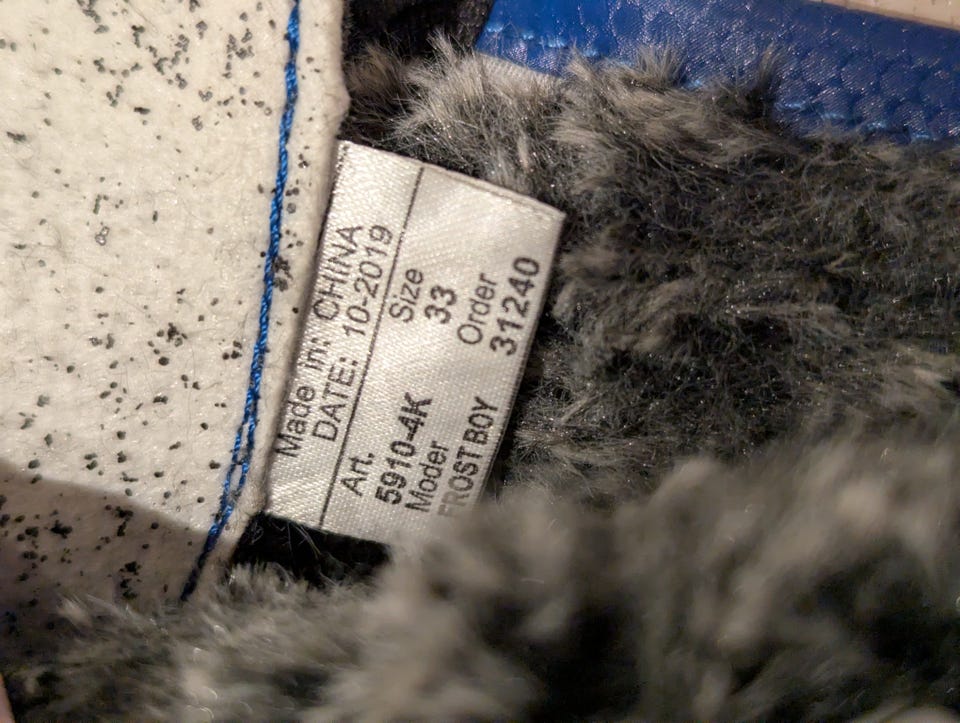 Made in: CHINA
DATE: 10-2019
Art. Size
5910-4K 33
Moder Order
FROST BOY 31240